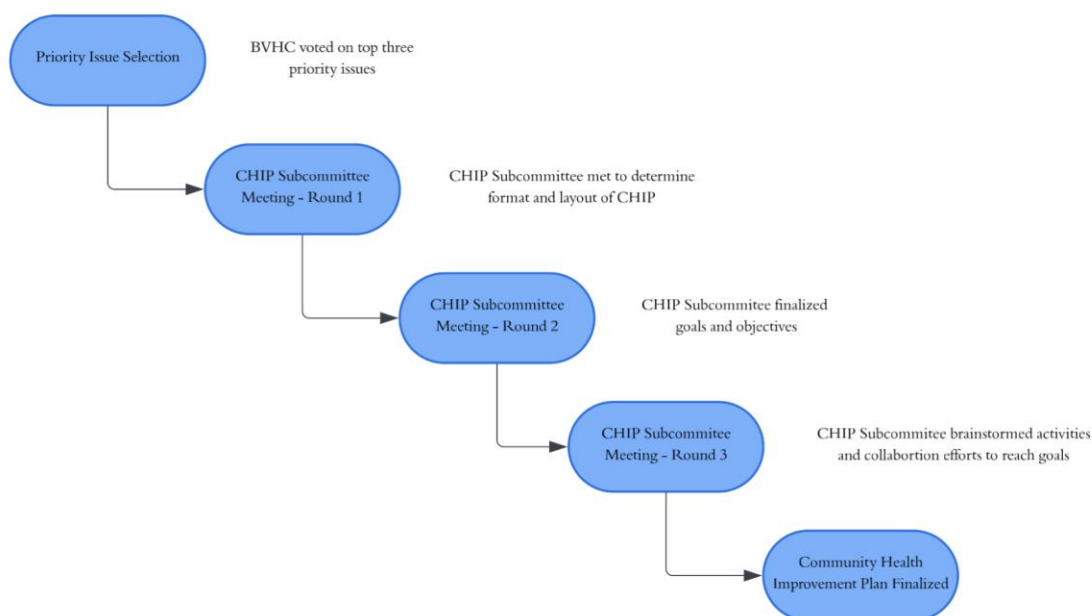 Priority Issue Selection
BVHC voted on top three
priority issues
CHIP Subcommittee
Meeting - Round 1
CHIP Subcommittee met to determine
format and layout of CHIP
CHIP Subcommittee
Meeting - Round 2
CHIP Subcommitee finalized
goals and objectives
CHIP Subcommitee
Meeting - Round 3
CHIP Subcommitee brainstormed activities
and collabortion efforts to reach goals
Community Health
Improvement Plan Finalized